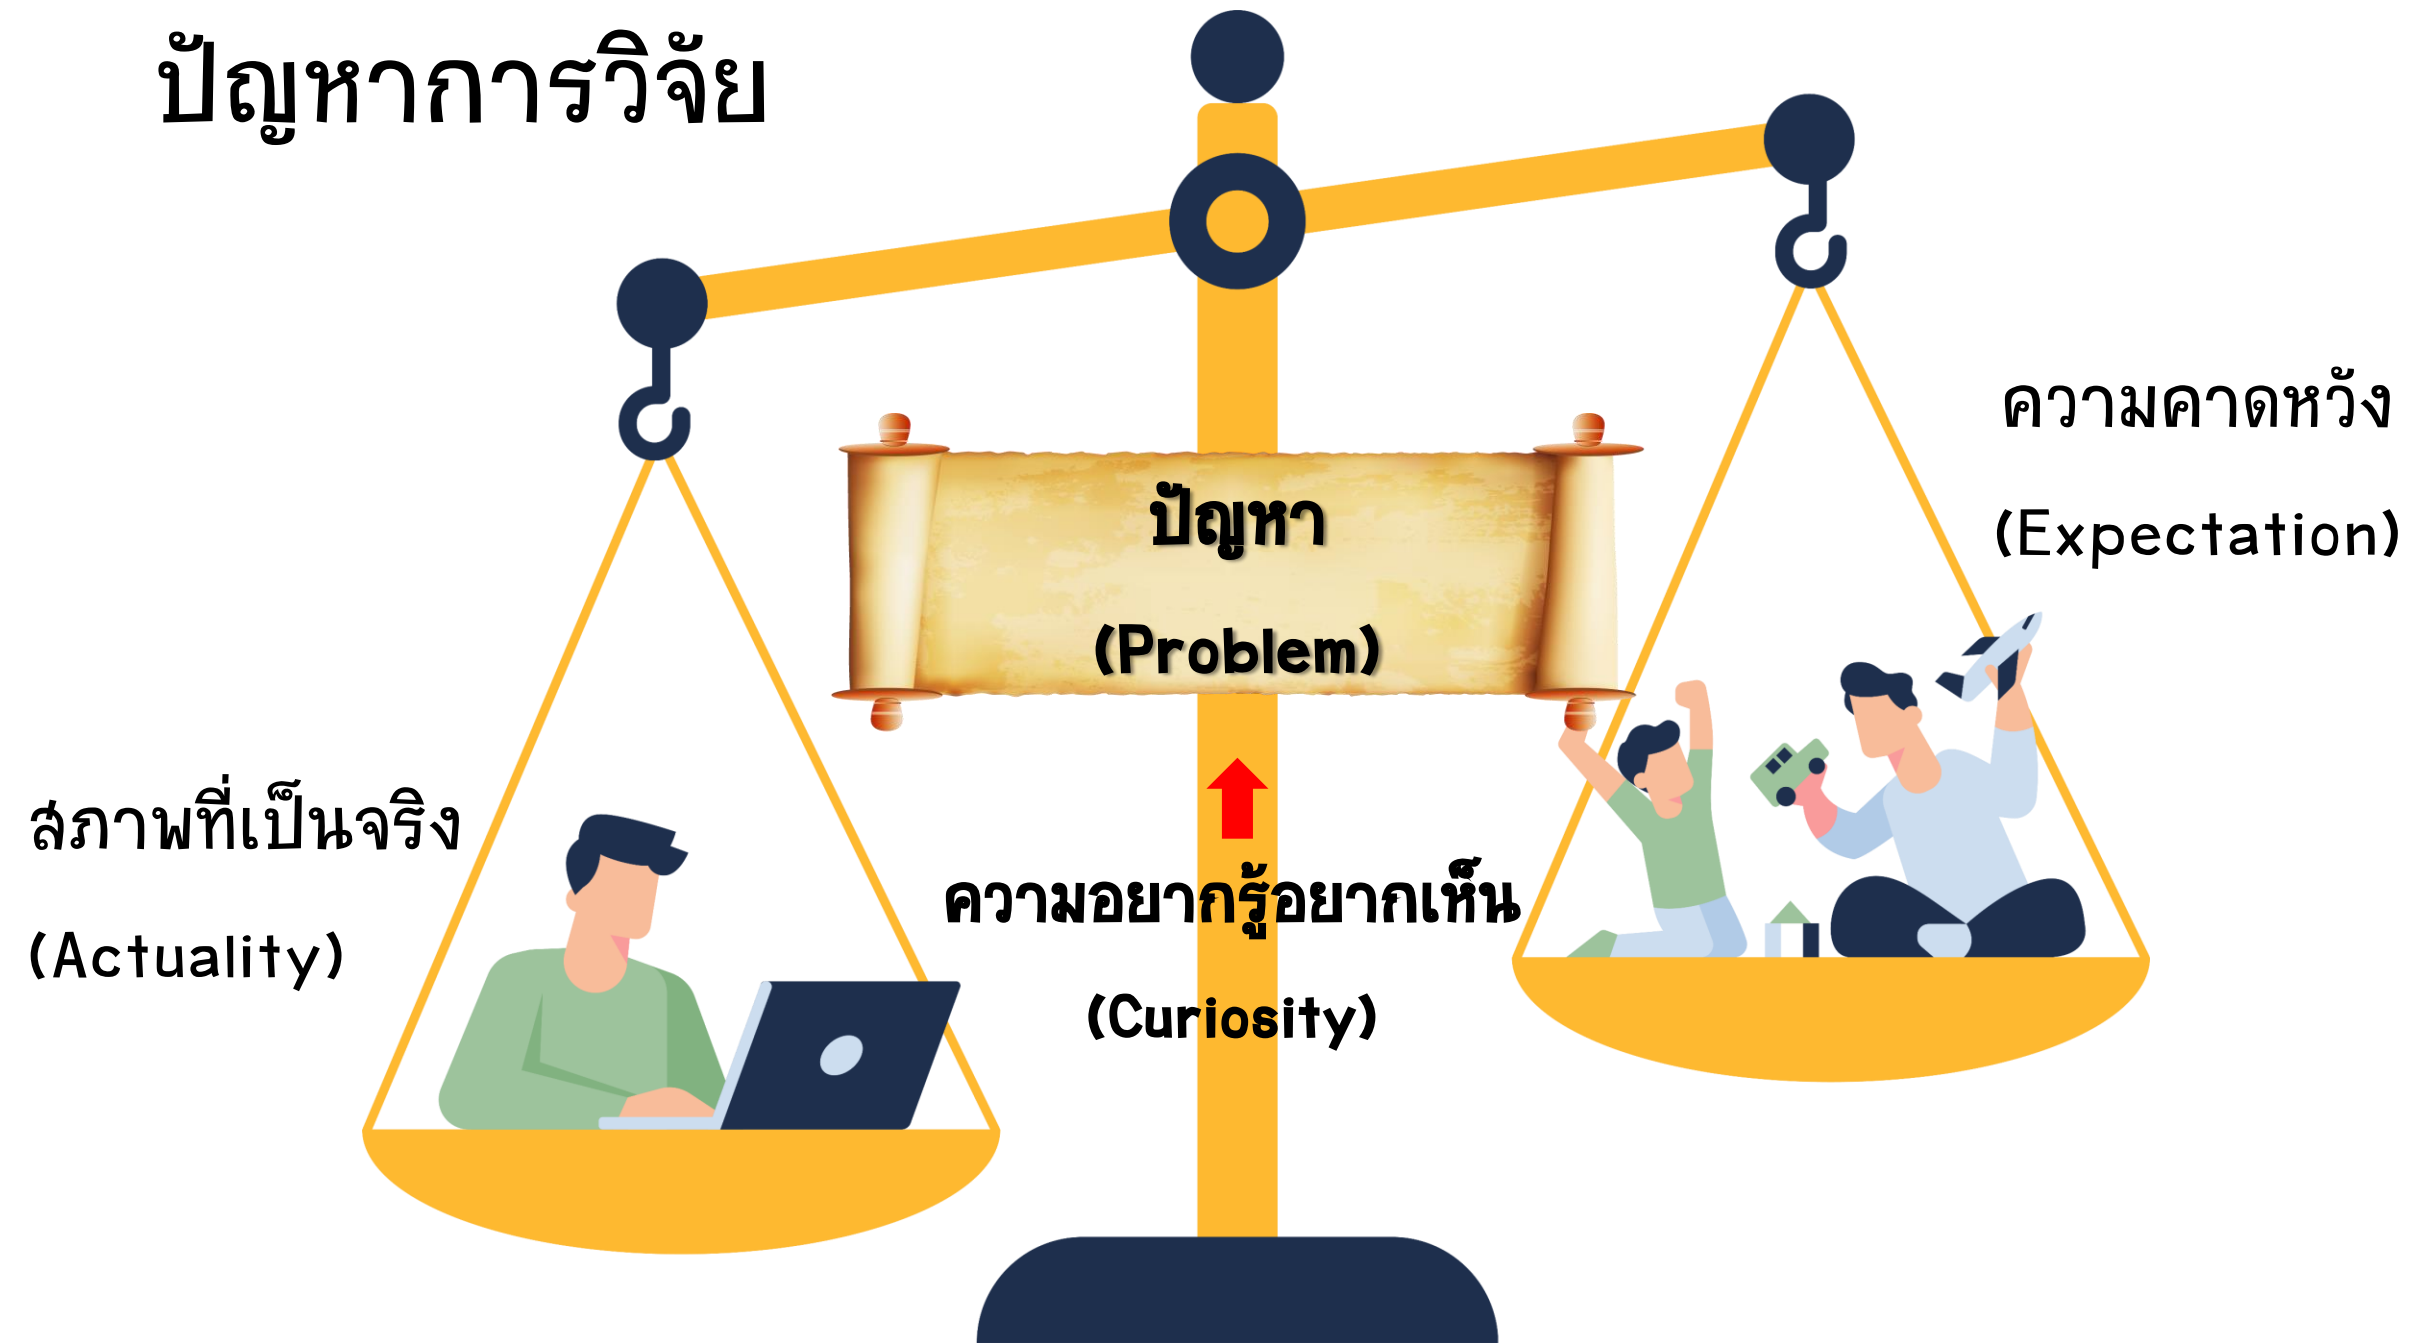 ปัญหาการวิจัย
ความคาดหวัง
(Expectation)
ปัญหา
(Problem)
สภาพที่เป็นจริง
(Actuality)
ความอยากรู้อยากเห็น
(Curiosity)